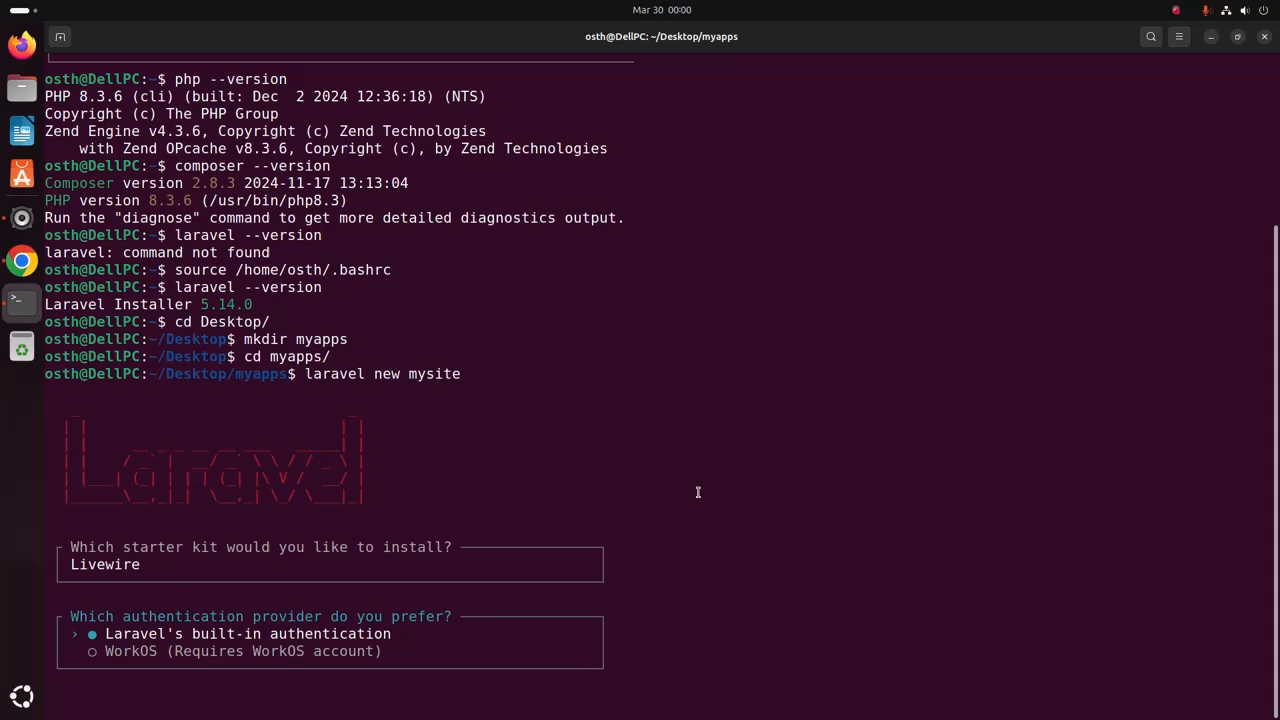 Mar 30 00:00
osth@DellPC: ~/Desktop/myapps
osth@DellPC:~$ php --version
PHP 8.3.6 (cli) (built: Dec  2 2024 12:36:18) (NTS)
Copyright (c) The PHP Group
Zend Engine v4.3.6, Copyright (c) Zend Technologies
    with Zend OPcache v8.3.6, Copyright (c), by Zend Technologies
osth@DellPC:~$ composer --version
Composer version 2.8.3 2024-11-17 13:13:04
PHP version 8.3.6 (/usr/bin/php8.3)
Run the "diagnose" command to get more detailed diagnostics output.
osth@DellPC:~$ laravel --version
laravel: command not found
osth@DellPC:~$ source /home/osth/.bashrc
osth@DellPC:~$ laravel --version
Laravel Installer 5.14.0
osth@DellPC:~$ cd Desktop/
osth@DellPC:~/Desktop$ mkdir myapps
osth@DellPC:~/Desktop$ cd myapps/
osth@DellPC:~/Desktop/myapps$ laravel new mysite
Laravel
Which starter kit would you like to install?
Livewire
Which authentication provider do you prefer?
› ● Laravel's built-in authentication
○ WorkOS (Requires WorkOS account)